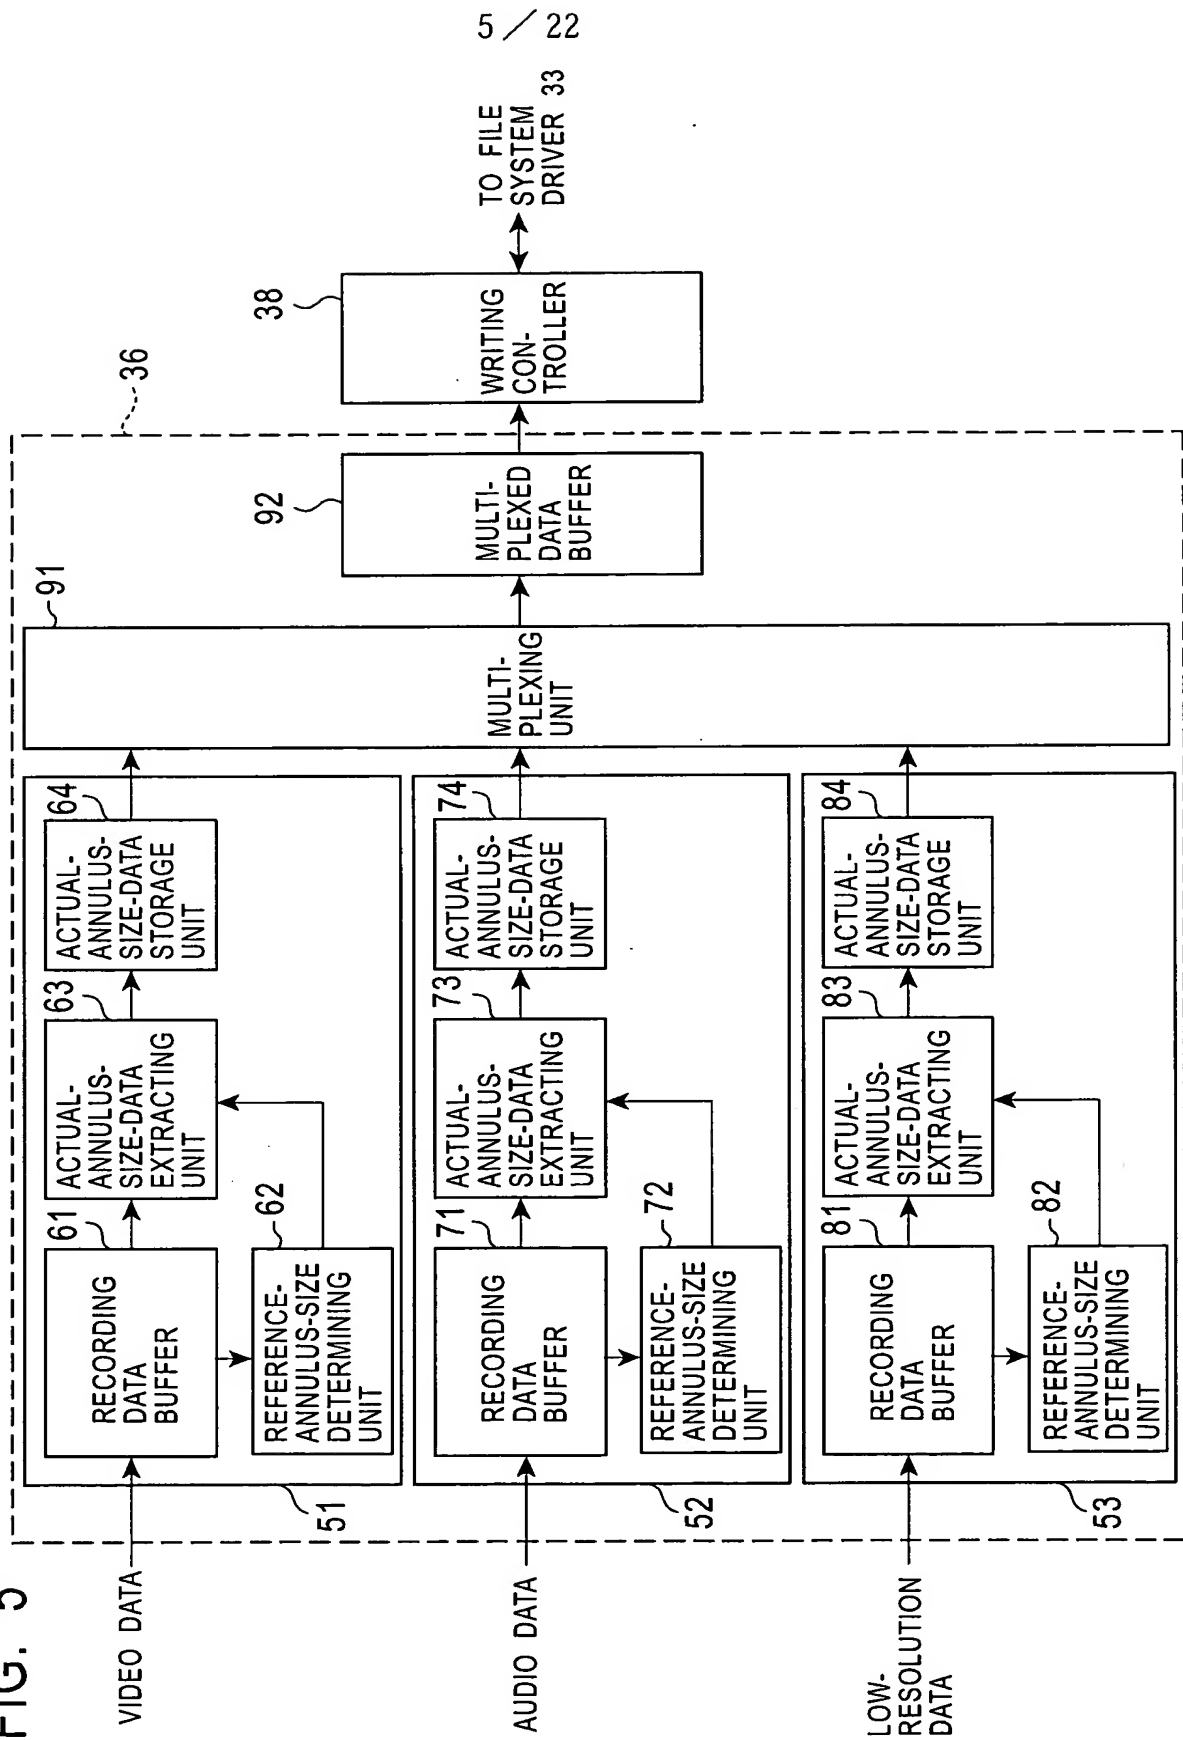 5 / 22
FIG. 5
36
VIDEO DATA
51
RECORDING
DATA
BUFFER
61
REFERENCE-
ANNULUS-SIZE
DETERMINING
UNIT
62
ACTUAL-
ANNULUS-
SIZE-DATA
EXTRACTING
UNIT
63
ACTUAL-
ANNULUS-
SIZE-DATA
STORAGE
UNIT
64
AUDIO DATA
52
RECORDING
DATA
BUFFER
71
REFERENCE-
ANNULUS-SIZE
DETERMINING
UNIT
72
ACTUAL-
ANNULUS-
SIZE-DATA
EXTRACTING
UNIT
73
ACTUAL-
ANNULUS-
SIZE-DATA
STORAGE
UNIT
74
LOW-
RESOLUTION
DATA
53
RECORDING
DATA
BUFFER
81
REFERENCE-
ANNULUS-SIZE
DETERMINING
UNIT
82
ACTUAL-
ANNULUS-
SIZE-DATA
EXTRACTING
UNIT
83
ACTUAL-
ANNULUS-
SIZE-DATA
STORAGE
UNIT
84
MULTI-
PLEXING
UNIT
91
MULTI-
PLEXED
DATA
BUFFER
92
WRITING
CON-
TROLLER
38
TO FILE
SYSTEM
DRIVER 33